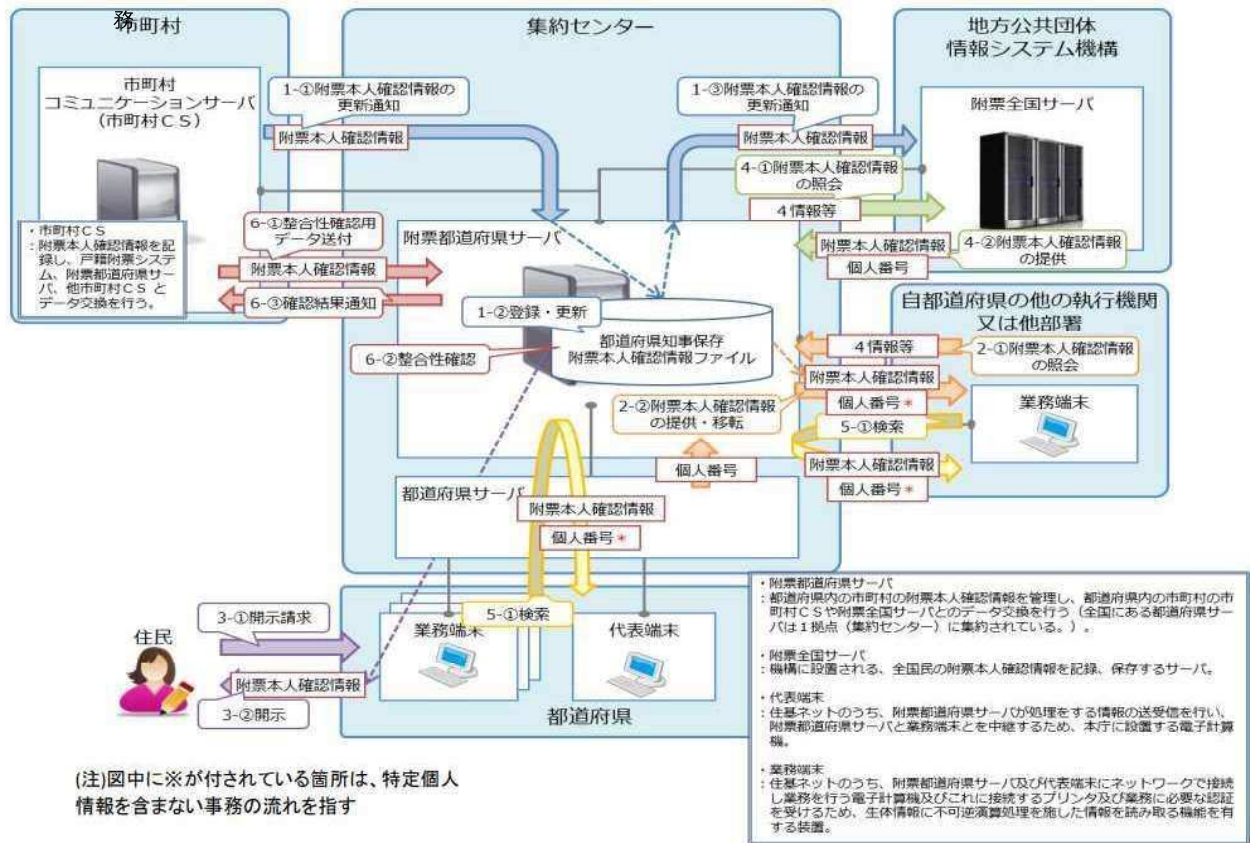 務
市町村
集約センター
地方公共団体
情報システム機構
市町村
コミュニケーションサーバ
(市町村CS)
1-①附票本人確認情報の
更新通知
附票本人確認情報
1-③附票本人確認情報の
更新通知
附票本人確認情報
附票全国サーバ
4-①附票本人確認情報
の照会
4情報等
附票本人確認情報
個人番号
4-②附票本人確認情報
の提供
・市町村CS
:附票本人確認情報を記
録し、戸籍附票システ
ム、附票都道府県サー
バ、他市町村CSと
データ交換を行う。
6-①整合性確認用
データ送付
附票本人確認情報
6-③確認結果通知
附票都道府県サーバ
1-②登録・更新
都道府県知事保存
附票本人確認情報ファイル
6-②整合性確認
自都道府県の他の執行機関
又は他部署
4情報等
2-①附票本人確認情報
の照会
附票本人確認情報
個人番号*
2-②附票本人確認情報
の提供・移転
業務端末
5-①検索
附票本人確認情報
個人番号*
個人番号
都道府県サーバ
附票本人確認情報
個人番号*
住民
3-①開示請求
附票本人確認情報
3-②開示
5-①検索
業務端末
代表端末
都道府県
・附票都道府県サーバ
:都道府県内の市町村の附票本人確認情報を管理し、都道府県内の市町村の市
町村CSや附票全国サーバとのデータ交換を行う(全国にある都道府県サー
バは1拠点(集約センター)に集約されている。)。
・附票全国サーバ
:機構に設置される、全国民の附票本人確認情報を記録、保存するサーバ。
・代表端末
:住基ネットのうち、附票都道府県サーバが処理をする情報の送受信を行い、
附票都道府県サーバと業務端末とを中継するため、本庁に設置する電子計算
機。
・業務端末
:住基ネットのうち、附票都道府県サーバ及び代表端末にネットワークで接続
し業務を行う電子計算機及びこれに接続するプリンタ及び業務に必要な認証
を受けるため、生体情報に不可逆演算処理を施した情報を読み取る機能を有
する装置。
(注)図中に※が付されている箇所は、特定個人
情報を含まない事務の流れを指す